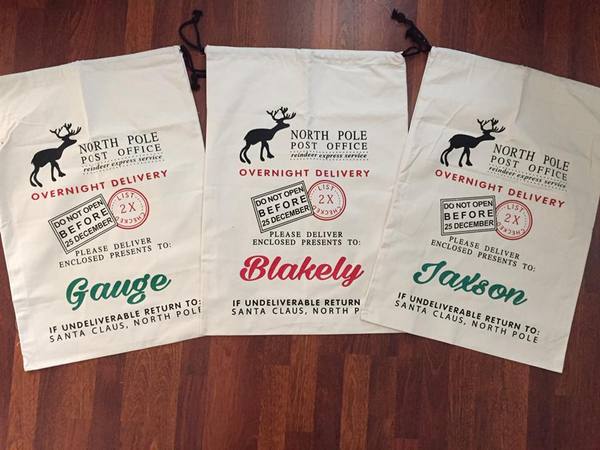 NORTH POLE
POST OFFICE
reindeer express service
OVERNIGHT DELIVERY
DO NOT OPEN
BEFORE
25 DECEMBER
LIST
2X
CHECKED
PLEASE DELIVER
ENCLOSED PRESENTS TO:
Gauge
IF UNDELIVERABLE RETURN TO:
SANTA CLAUS, NORTH POLE
NORTH POLE
POST OFFICE
reindeer express service
OVERNIGHT DELIVERY
DO NOT OPEN
BEFORE
25 DECEMBER
LIST
2X
CHECKED
PLEASE DELIVER
ENCLOSED PRESENTS TO:
Blakely
IF UNDELIVERABLE RETURN
SANTA CLAUS, NORTH P
NORTH POLE
POST OFFICE
reindeer express service
OVERNIGHT DELIVERY
DO NOT OPEN
BEFORE
25 DECEMBER
LIST
2X
CHECKED
PLEASE DELIVER
ENCLOSED PRESENTS TO:
Jaxson
IF UNDELIVERABLE RETURN TO:
SANTA CLAUS, NORTH POLE